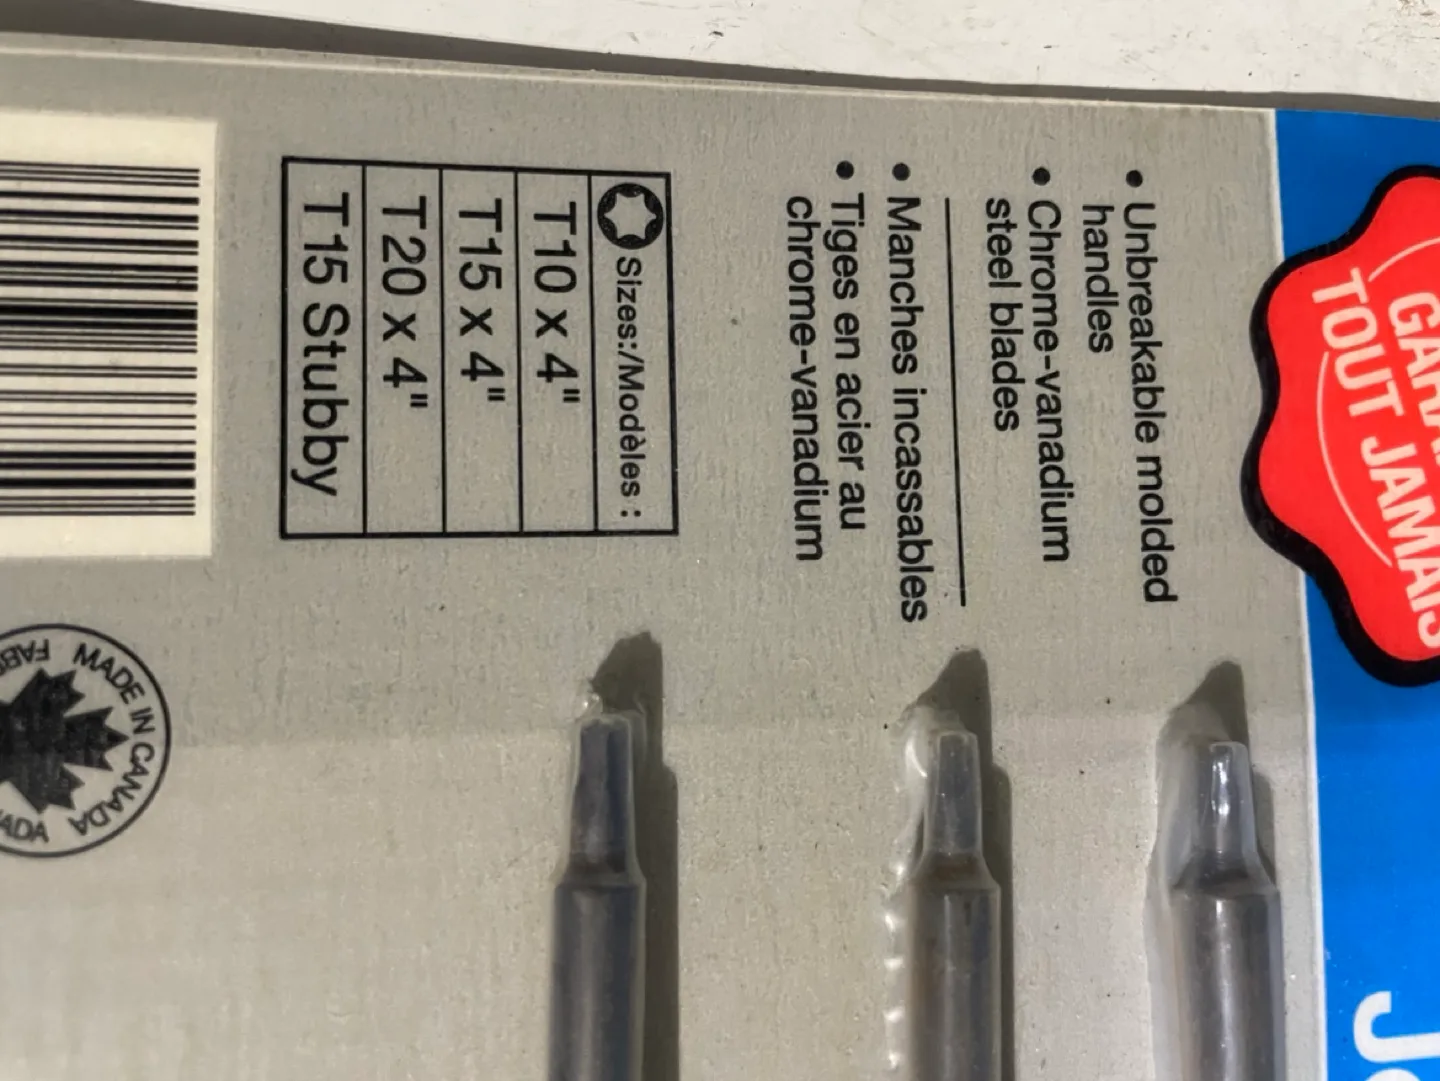 TOUT JAMAIS
• Unbreakable molded
handles
• Chrome-vanadium
steel blades
• Manches incassables
• Tiges en acier au
chrome-vanadium
Sizes:/Modèles :
T10 x 4"
T15 x 4"
T20 x 4"
T15 Stubby
MADE IN CANADA